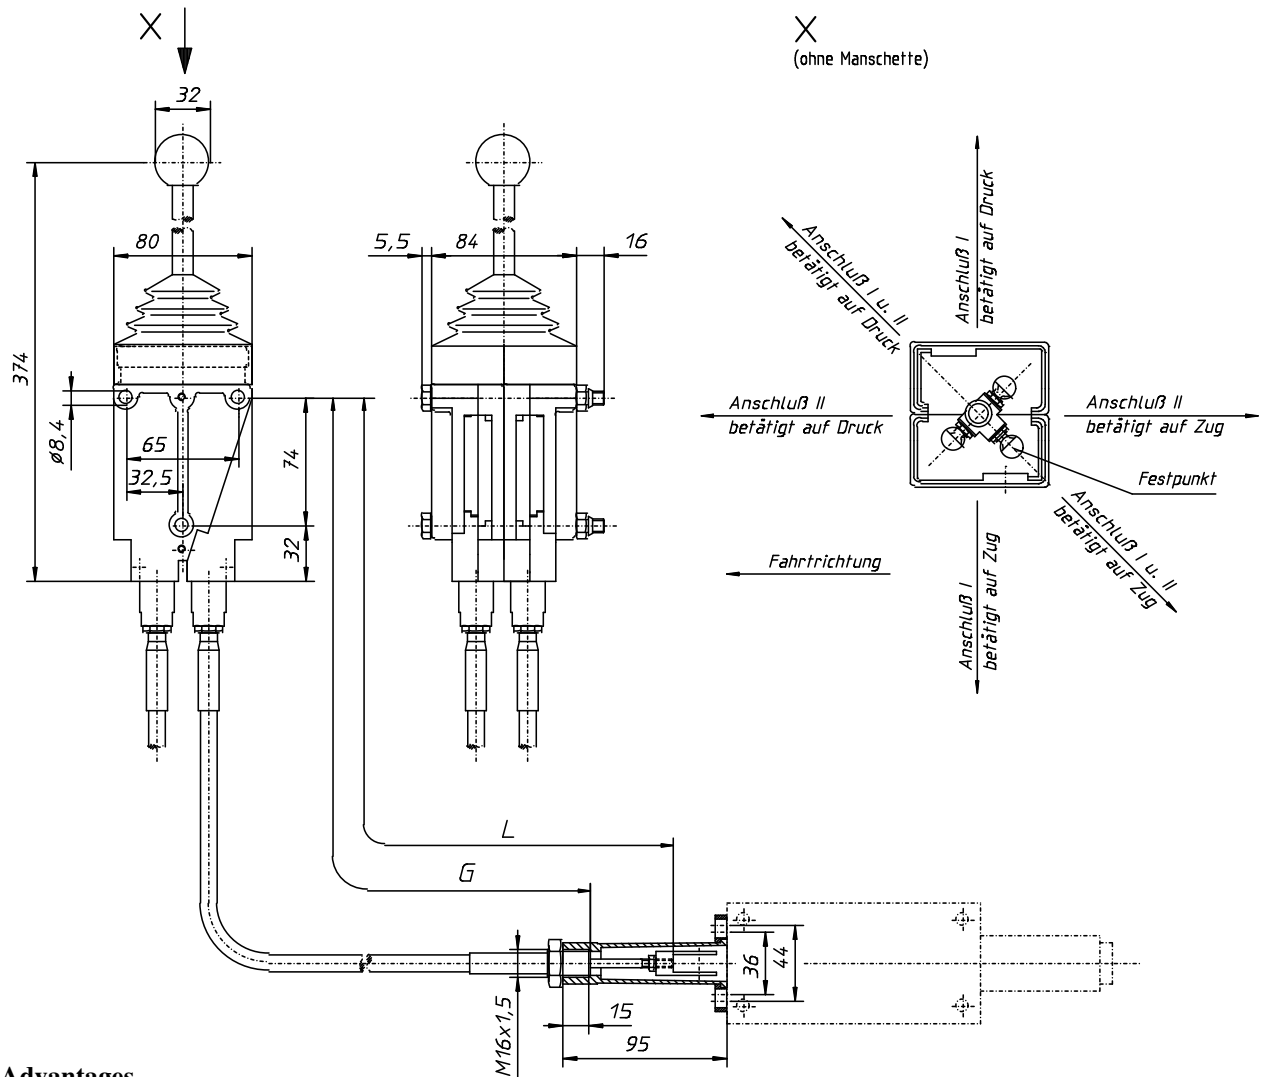 X
X
(ohne Manschette)
32
80
5,5
84
16
374
ø8,4
65
32,5
74
32
Anschluß I
betätigt auf Druck
Anschluß I u. II
betätigt auf Druck
Anschluß II
betätigt auf Druck
Anschluß II
betätigt auf Zug
Festpunkt
Anschluß I u. II
betätigt auf Zug
Fahrtrichtung
Anschluß I
betätigt auf Zug
L
G
36
44
M16x1,5
15
95
Advantages